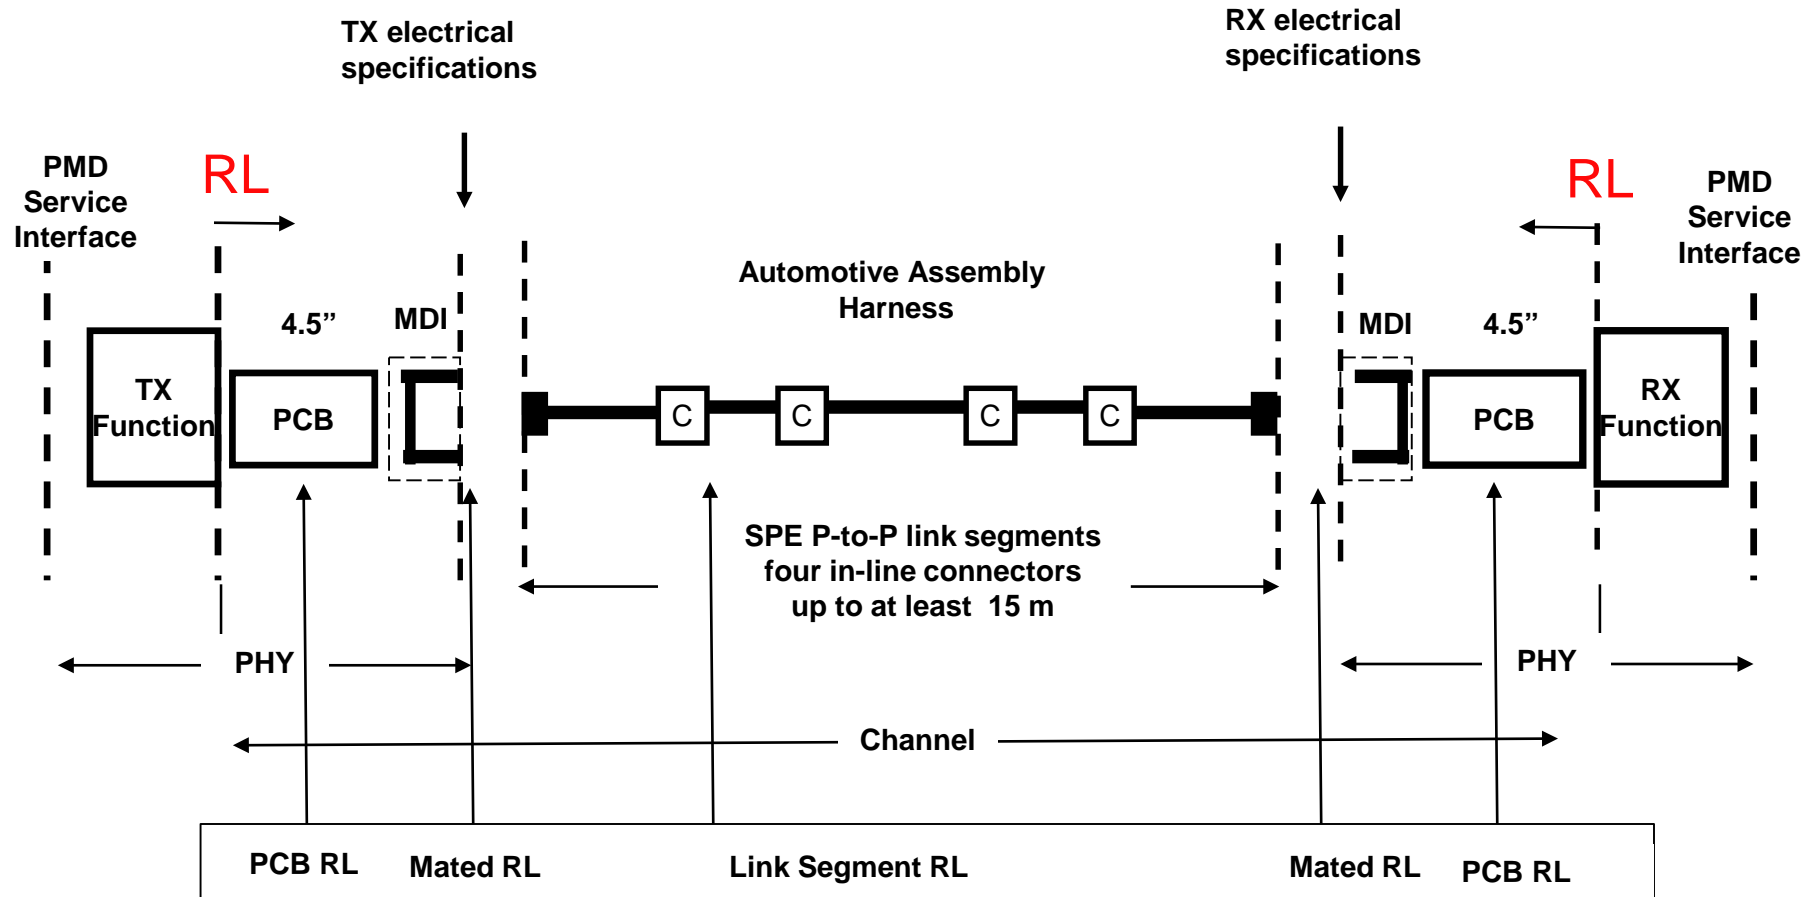 TX electrical
specifications
RX electrical
specifications
PMD
Service
Interface
RL
RL
PMD
Service
Interface
Automotive Assembly
Harness
4.5”
MDI
MDI
4.5”
TX
Function
PCB
C
C
C
C
PCB
RX
Function
SPE P-to-P link segments
four in-line connectors
up to at least 15 m
PHY
PHY
Channel
PCB RL
Mated RL
Link Segment RL
Mated RL
PCB RL